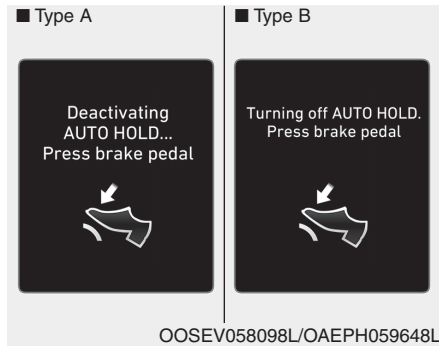 ■ Type A
Deactivating
AUTO HOLD...
Press brake pedal
■ Type B
Turning off AUTO HOLD.
Press brake pedal
OOSEV058098L/OAEPH059648L